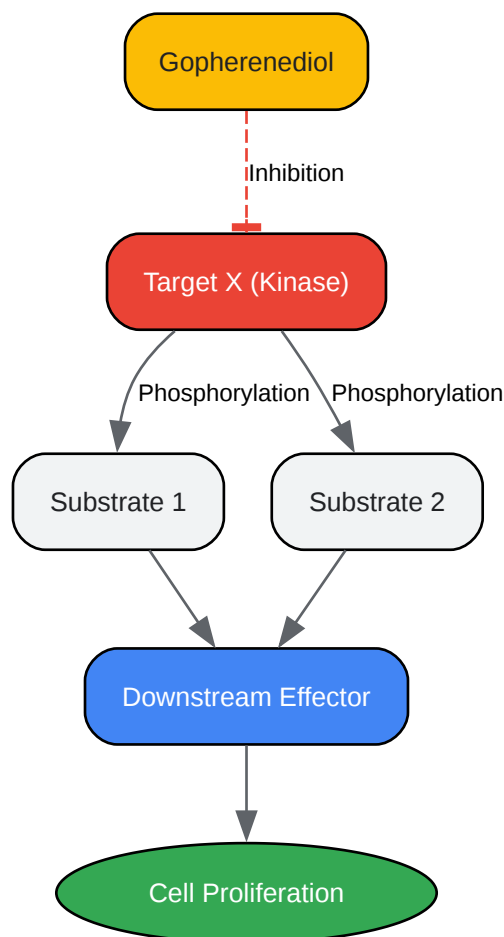 Gopherenediol
Inhibition
Target X (Kinase)
Phosphorylation
Phosphorylation
Substrate 1
Substrate 2
Downstream Effector
Cell Proliferation